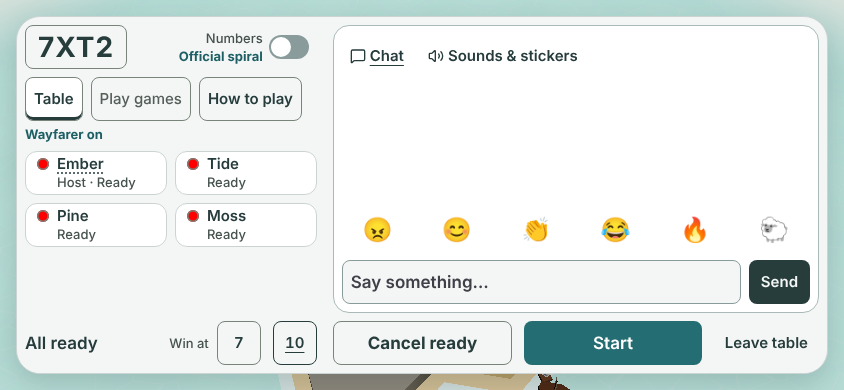 7XT2
Numbers
Official spiral
Table
Play games
How to play
Wayfarer on
Ember
Host · Ready
Tide
Ready
Pine
Ready
Moss
Ready
Chat
Sounds & stickers
Say something...
Send
All ready
Win at
7
10
Cancel ready
Start
Leave table